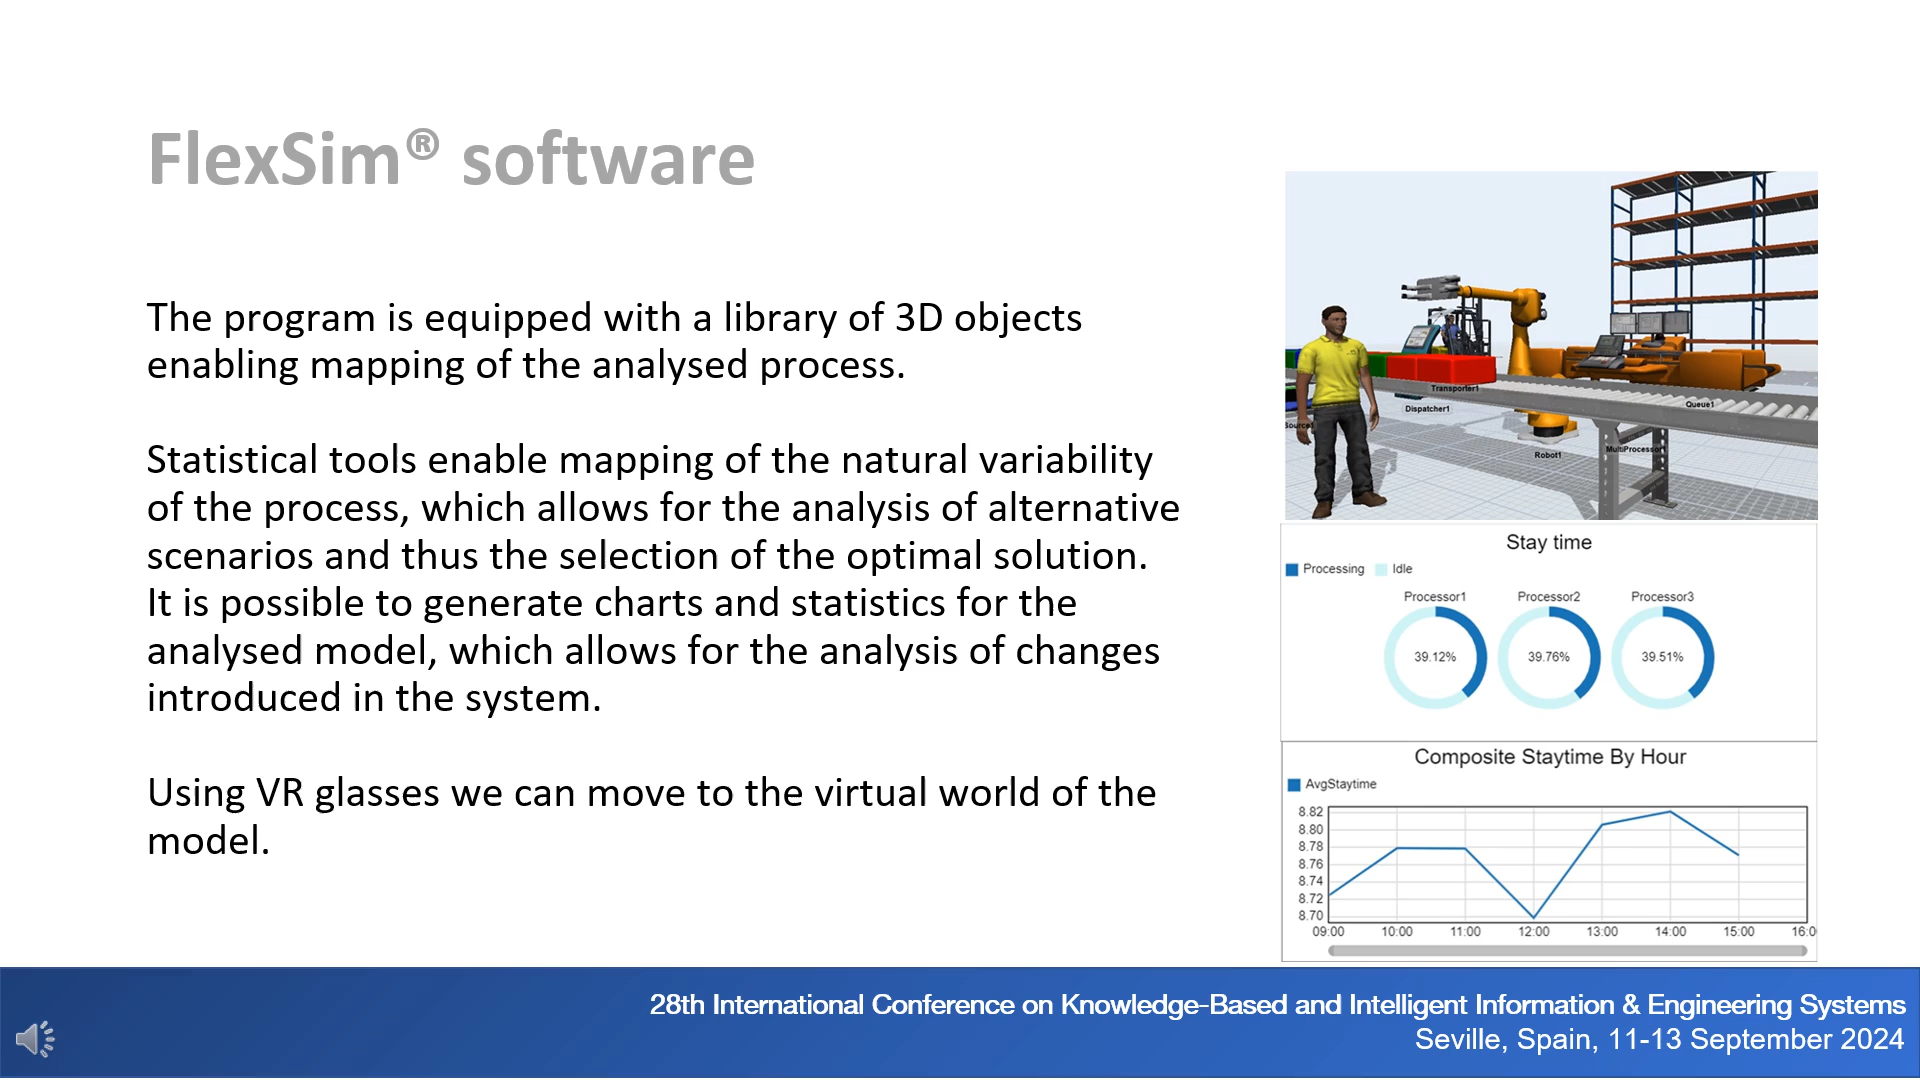 FlexSim® software
The program is equipped with a library of 3D objects
enabling mapping of the analysed process.
Statistical tools enable mapping of the natural variability
of the process, which allows for the analysis of alternative
scenarios and thus the selection of the optimal solution.
It is possible to generate charts and statistics for the
analysed model, which allows for the analysis of changes
introduced in the system.
Using VR glasses we can move to the virtual world of the
model.
Transporter1
Dispatcher1
Queue1
Source1
Robot1
MultiProcessor1
Stay time
Processing Idle
Processor1 Processor2 Processor3
39.12% 39.76% 39.51%
Composite Staytime By Hour
AvgStaytime
8.82
8.80
8.78
8.76
8.74
8.72
8.70
09:00 10:00 11:00 12:00 13:00 14:00 15:00 16:0
28th International Conference on Knowledge-Based and Intelligent Information & Engineering Systems
Seville, Spain, 11-13 September 2024